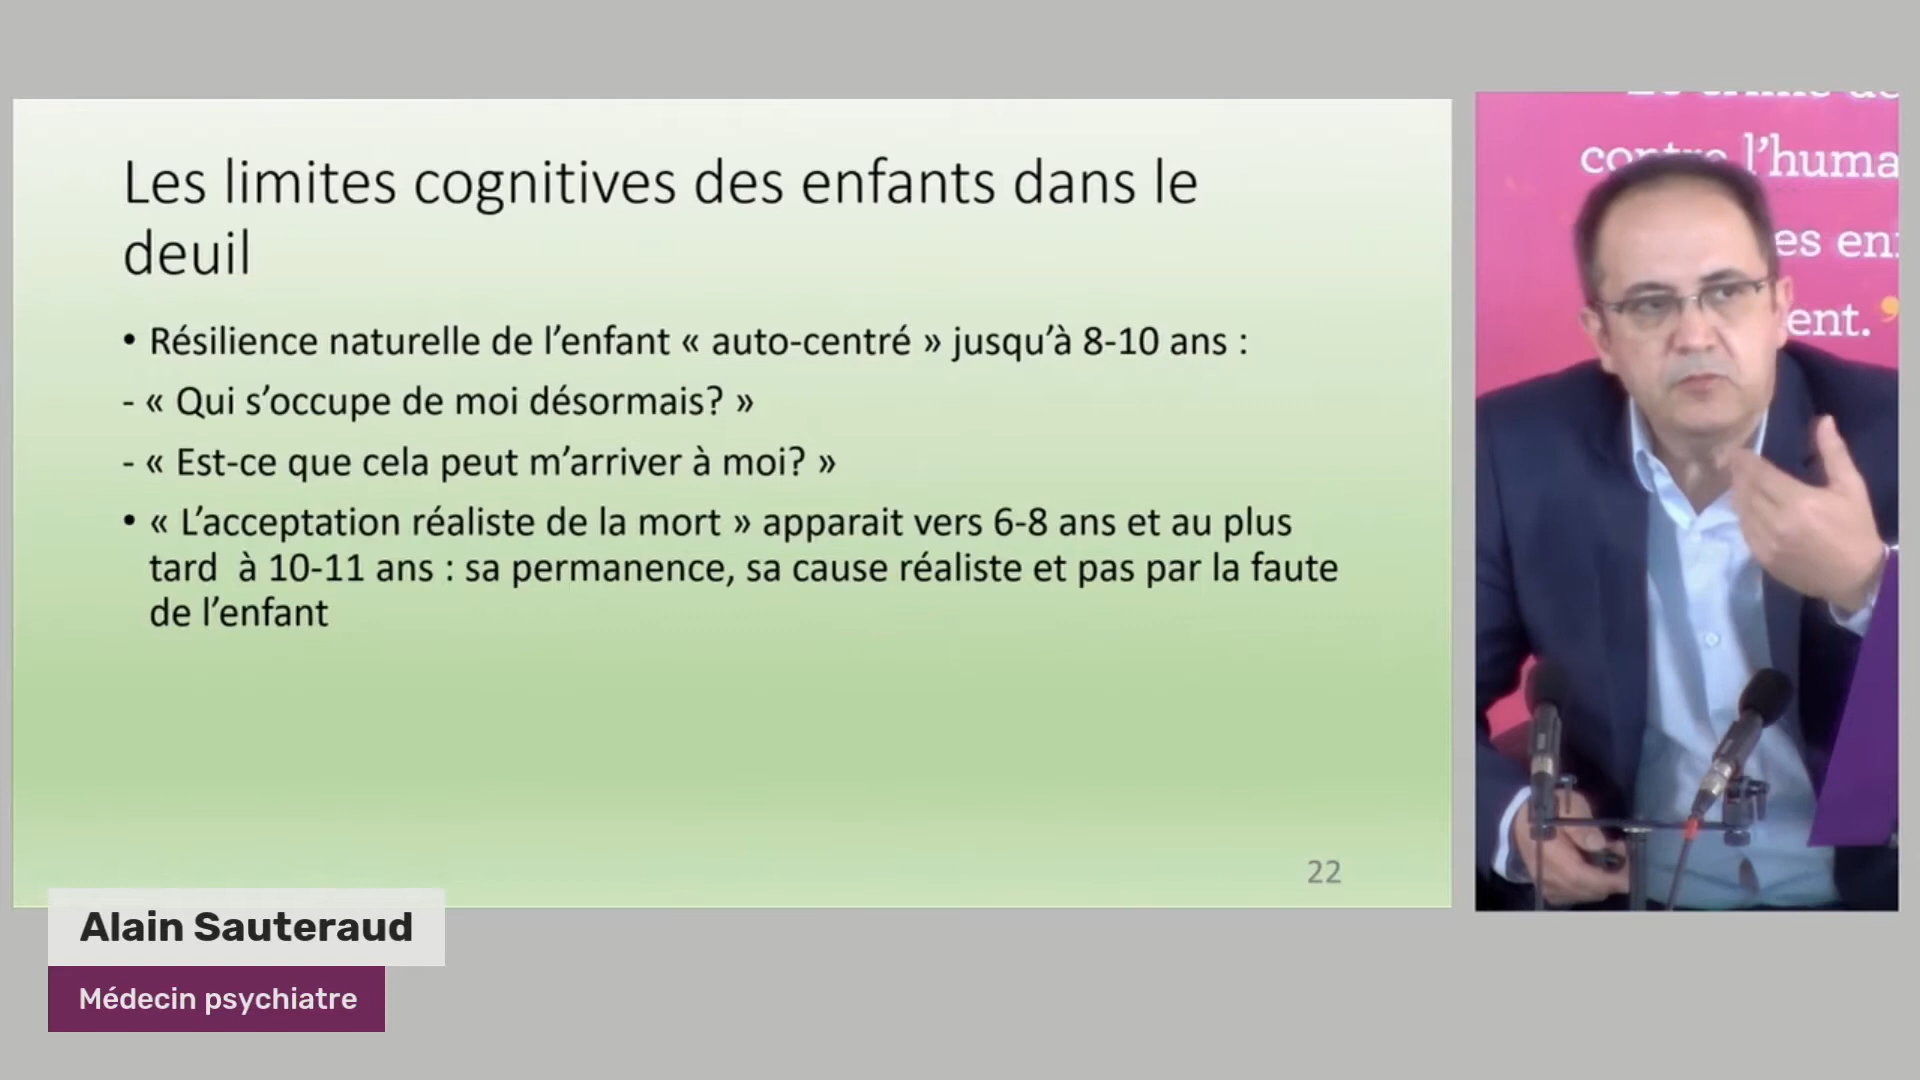 Les limites cognitives des enfants dans le
deuil
• Résilience naturelle de l’enfant « auto-centré » jusqu’à 8-10 ans :
- « Qui s’occupe de moi désormais? »
- « Est-ce que cela peut m’arriver à moi? »
• « L’acceptation réaliste de la mort » apparait vers 6-8 ans et au plus
tard à 10-11 ans : sa permanence, sa cause réaliste et pas par la faute
de l’enfant
22
Alain Sauteraud
Médecin psychiatre
l’huma
es en
ent.